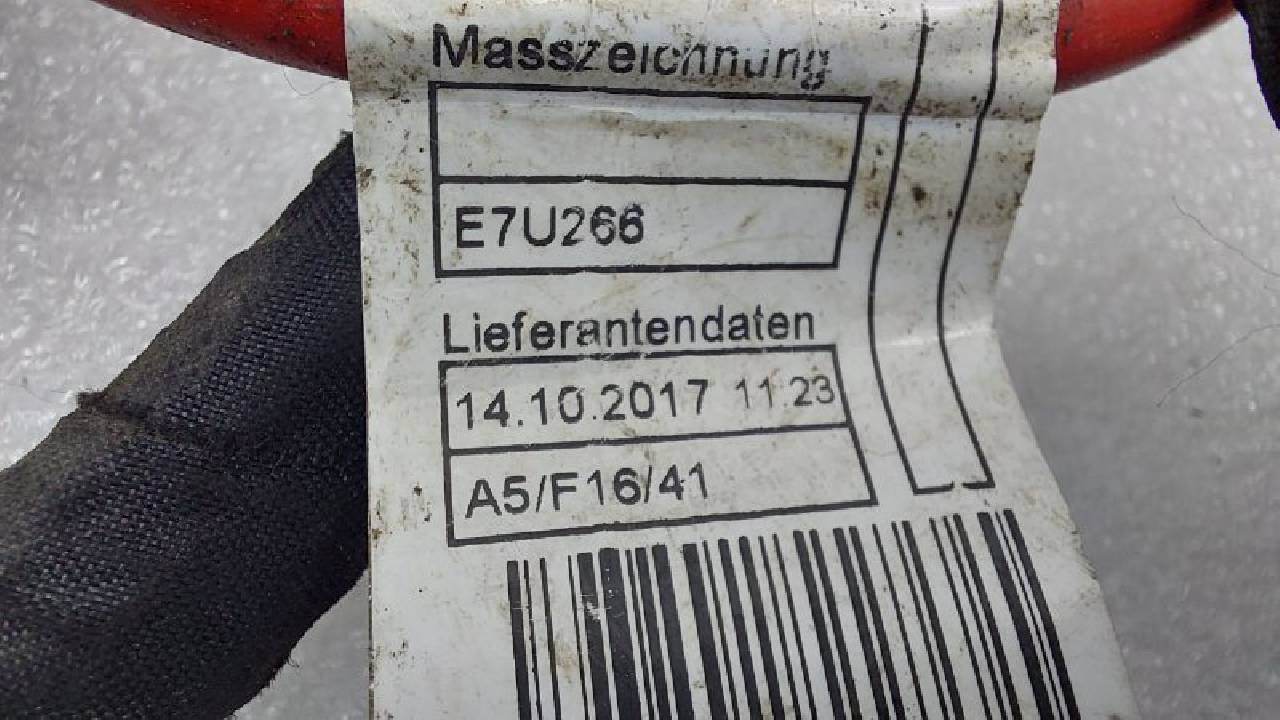 Masszeichnung
E7U266
Lieferantendaten
14.10.2017 11.23
A5/F16/41